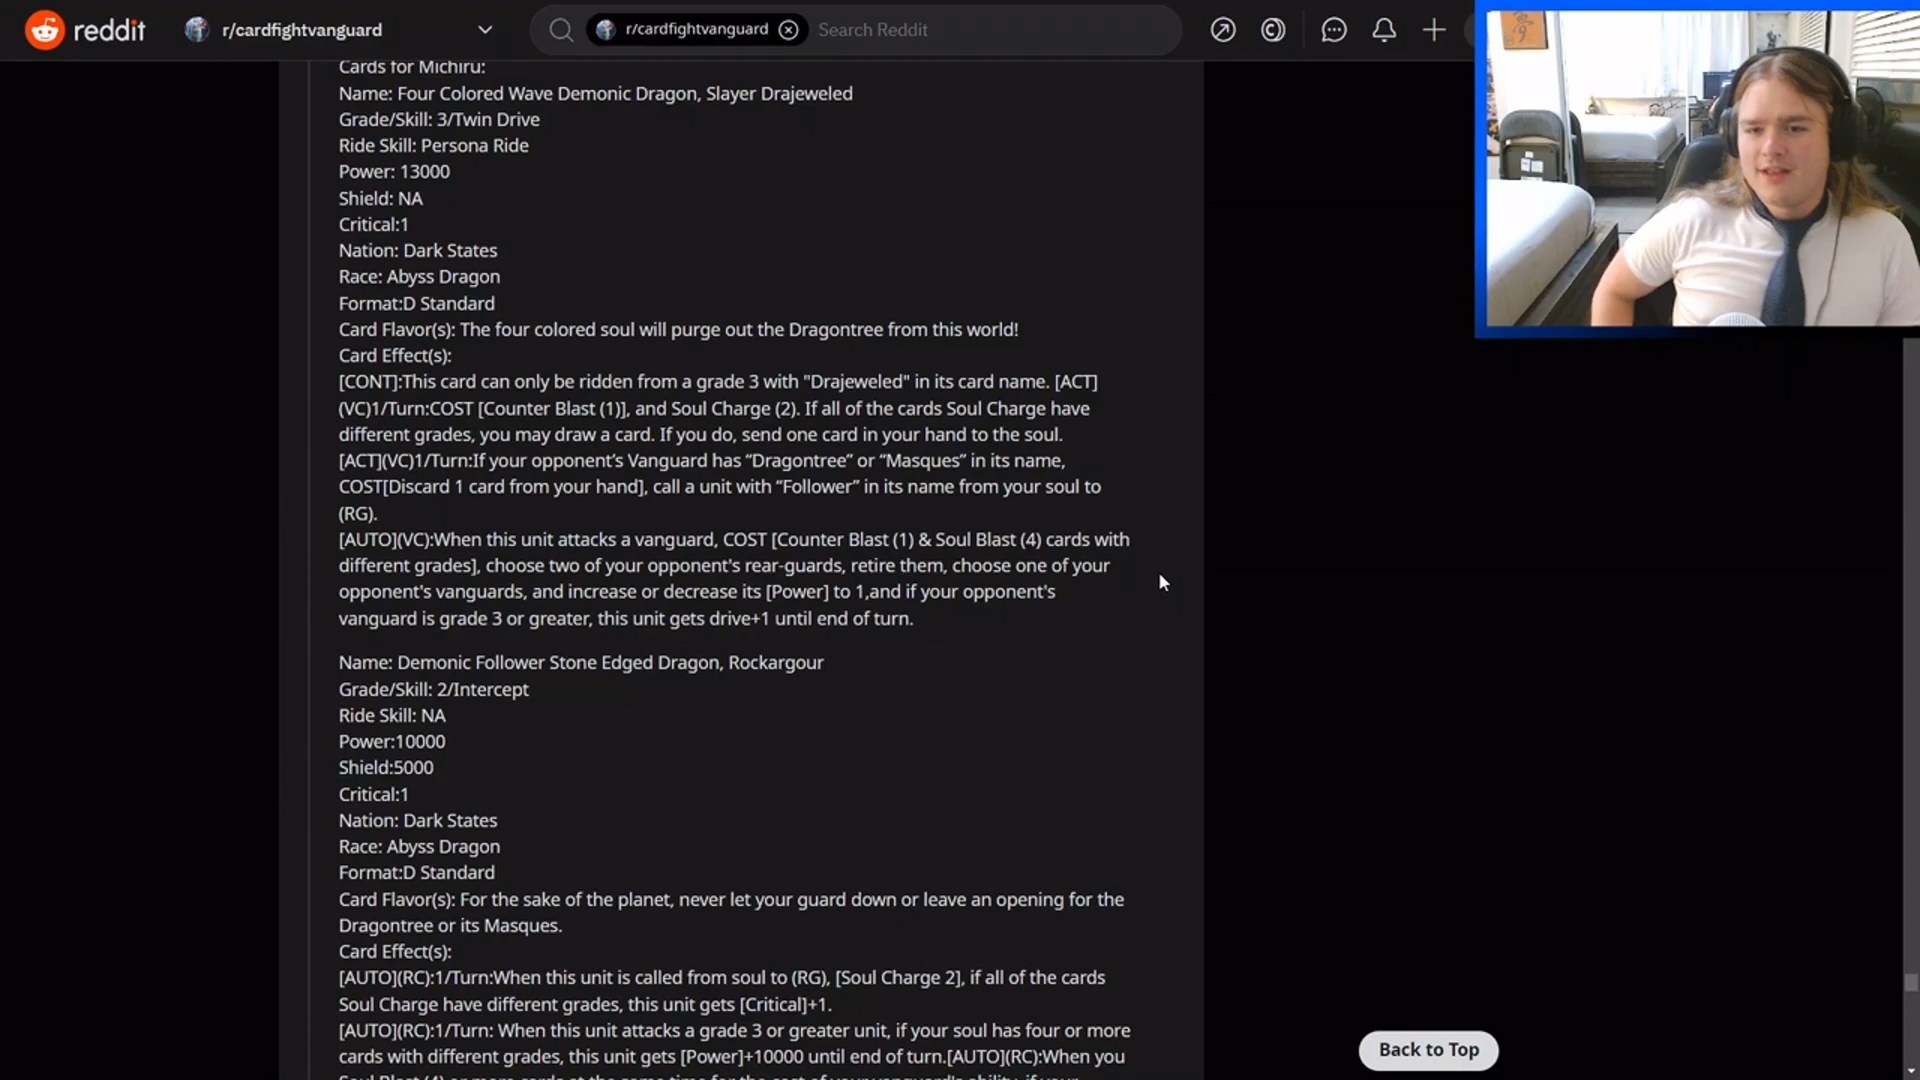 reddit
r/cardfightvanguard
r/cardfightvanguard
Search Reddit
Cards for Michiru:
Name: Four Colored Wave Demonic Dragon, Slayer Drajeweled
Grade/Skill: 3/Twin Drive
Ride Skill: Persona Ride
Power: 13000
Shield: NA
Critical:1
Nation: Dark States
Race: Abyss Dragon
Format:D Standard
Card Flavor(s): The four colored soul will purge out the Dragontree from this world!
Card Effect(s):
[CONT]:This card can only be ridden from a grade 3 with "Drajeweled" in its card name. [ACT]
(VC)1/Turn:COST [Counter Blast (1)], and Soul Charge (2). If all of the cards Soul Charge have
different grades, you may draw a card. If you do, send one card in your hand to the soul.
[ACT](VC)1/Turn:If your opponent's Vanguard has “Dragontree” or “Masques” in its name,
COST[Discard 1 card from your hand], call a unit with “Follower” in its name from your soul to
(RG).
[AUTO](VC):When this unit attacks a vanguard, COST [Counter Blast (1) & Soul Blast (4) cards with
different grades], choose two of your opponent's rear-guards, retire them, choose one of your
opponent's vanguards, and increase or decrease its [Power] to 1,and if your opponent's
vanguard is grade 3 or greater, this unit gets drive+1 until end of turn.
Name: Demonic Follower Stone Edged Dragon, Rockargour
Grade/Skill: 2/Intercept
Ride Skill: NA
Power:10000
Shield:5000
Critical:1
Nation: Dark States
Race: Abyss Dragon
Format:D Standard
Card Flavor(s): For the sake of the planet, never let your guard down or leave an opening for the
Dragontree or its Masques.
Card Effect(s):
[AUTO](RC):1/Turn:When this unit is called from soul to (RG), [Soul Charge 2], if all of the cards
Soul Charge have different grades, this unit gets [Critical]+1.
[AUTO](RC):1/Turn: When this unit attacks a grade 3 or greater unit, if your soul has four or more
cards with different grades, this unit gets [Power]+10000 until end of turn.[AUTO](RC):When you
Back to Top